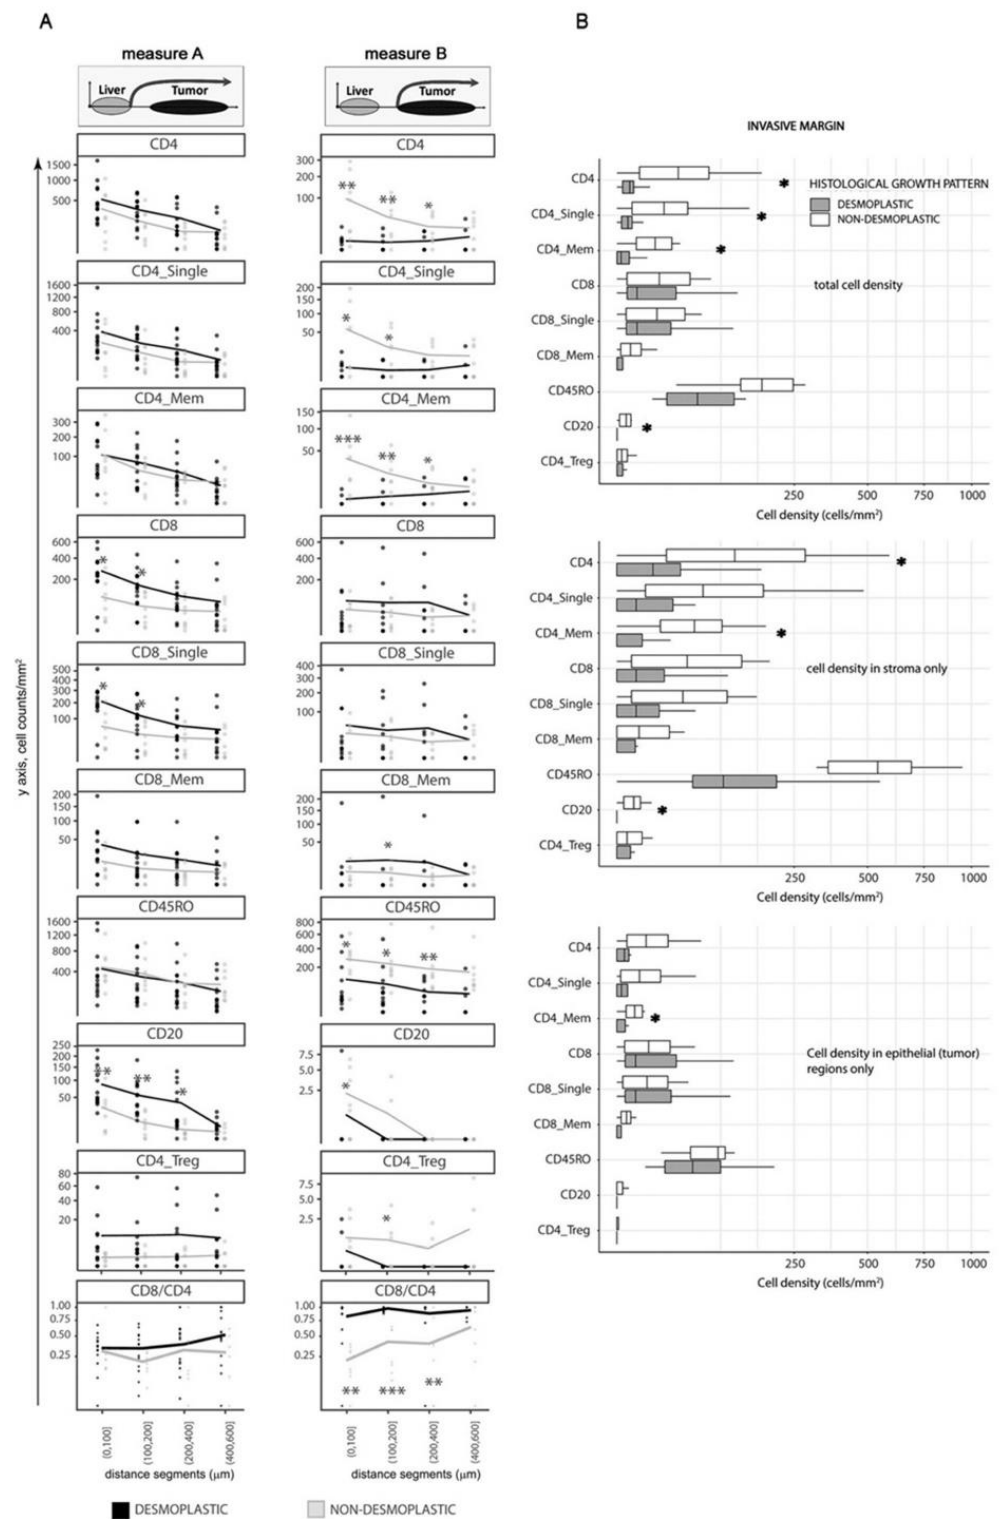 A
B
measure A
measure B
Liver
Tumor
Liver
Tumor
y axis, cell counts/mm²
CD4
1500
1000
500
CD4
300
200
100
**
**
*
CD4_Single
1600
1200
800
400
CD4_Single
200
150
100
50
*
*
CD4_Mem
300
200
100
CD4_Mem
150
100
50
***
**
*
CD8
600
400
200
*
*
CD8
600
400
200
CD8_Single
500
400
300
200
100
*
*
CD8_Single
400
300
200
100
CD8_Mem
200
150
100
50
CD8_Mem
200
150
100
50
*
CD45RO
1600
1200
800
400
CD45RO
800
600
400
200
*
*
**
CD20
250
200
150
100
50
**
**
*
CD20
7.5
5.0
2.5
*
CD4_Treg
80
60
40
20
CD4_Treg
7.5
5.0
2.5
*
CD8/CD4
1.00
0.75
0.50
0.25
CD8/CD4
1.00
0.75
0.50
0.25
**
***
**
[0,100]
(100,200]
(200,400]
(400,600]
[0,100]
(100,200]
(200,400]
(400,600]
distance segments (μm)
distance segments (μm)
DESMOPLASTIC
NON-DESMOPLASTIC
INVASIVE MARGIN
HISTOLOGICAL GROWTH PATTERN
DESMOPLASTIC
NON-DESMOPLASTIC
total cell density
CD4
*
CD4_Single
*
CD4_Mem
*
CD8
CD8_Single
CD8_Mem
CD45RO
CD20
*
CD4_Treg
250 500 750 1000
Cell density (cells/mm²)
cell density in stroma only
CD4
*
CD4_Single
CD4_Mem
*
CD8
CD8_Single
CD8_Mem
CD45RO
CD20
*
CD4_Treg
250 500 750 1000
Cell density (cells/mm²)
Cell density in epithelial (tumor)
regions only
CD4
CD4_Single
CD4_Mem
*
CD8
CD8_Single
CD8_Mem
CD45RO
CD20
CD4_Treg
250 500 750 1000
Cell density (cells/mm²)